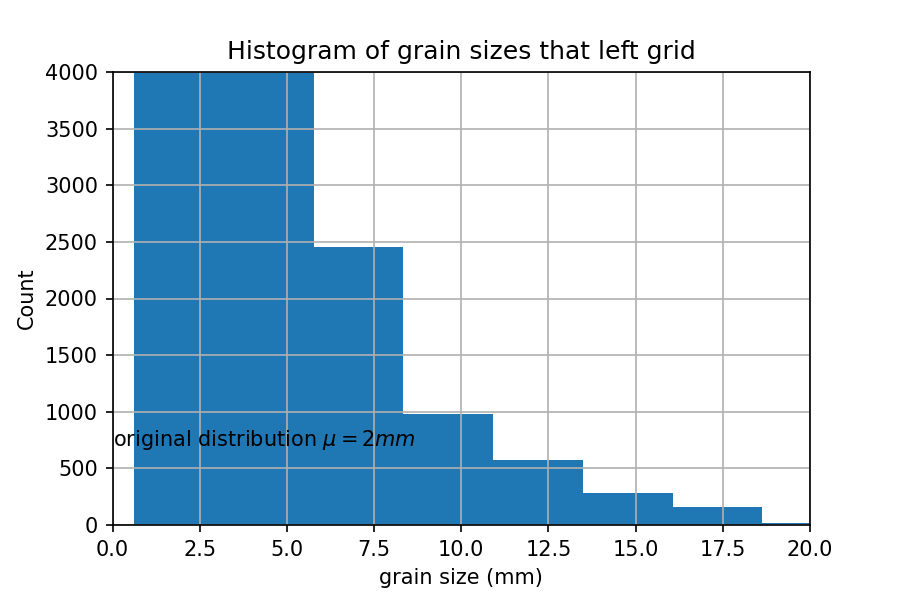 Histogram of grain sizes that left grid
4000
3500
3000
2500
2000
1500
1000
500
0
Count
original distribution μ = 2mm
0.0 2.5 5.0 7.5 10.0 12.5 15.0 17.5 20.0
grain size (mm)